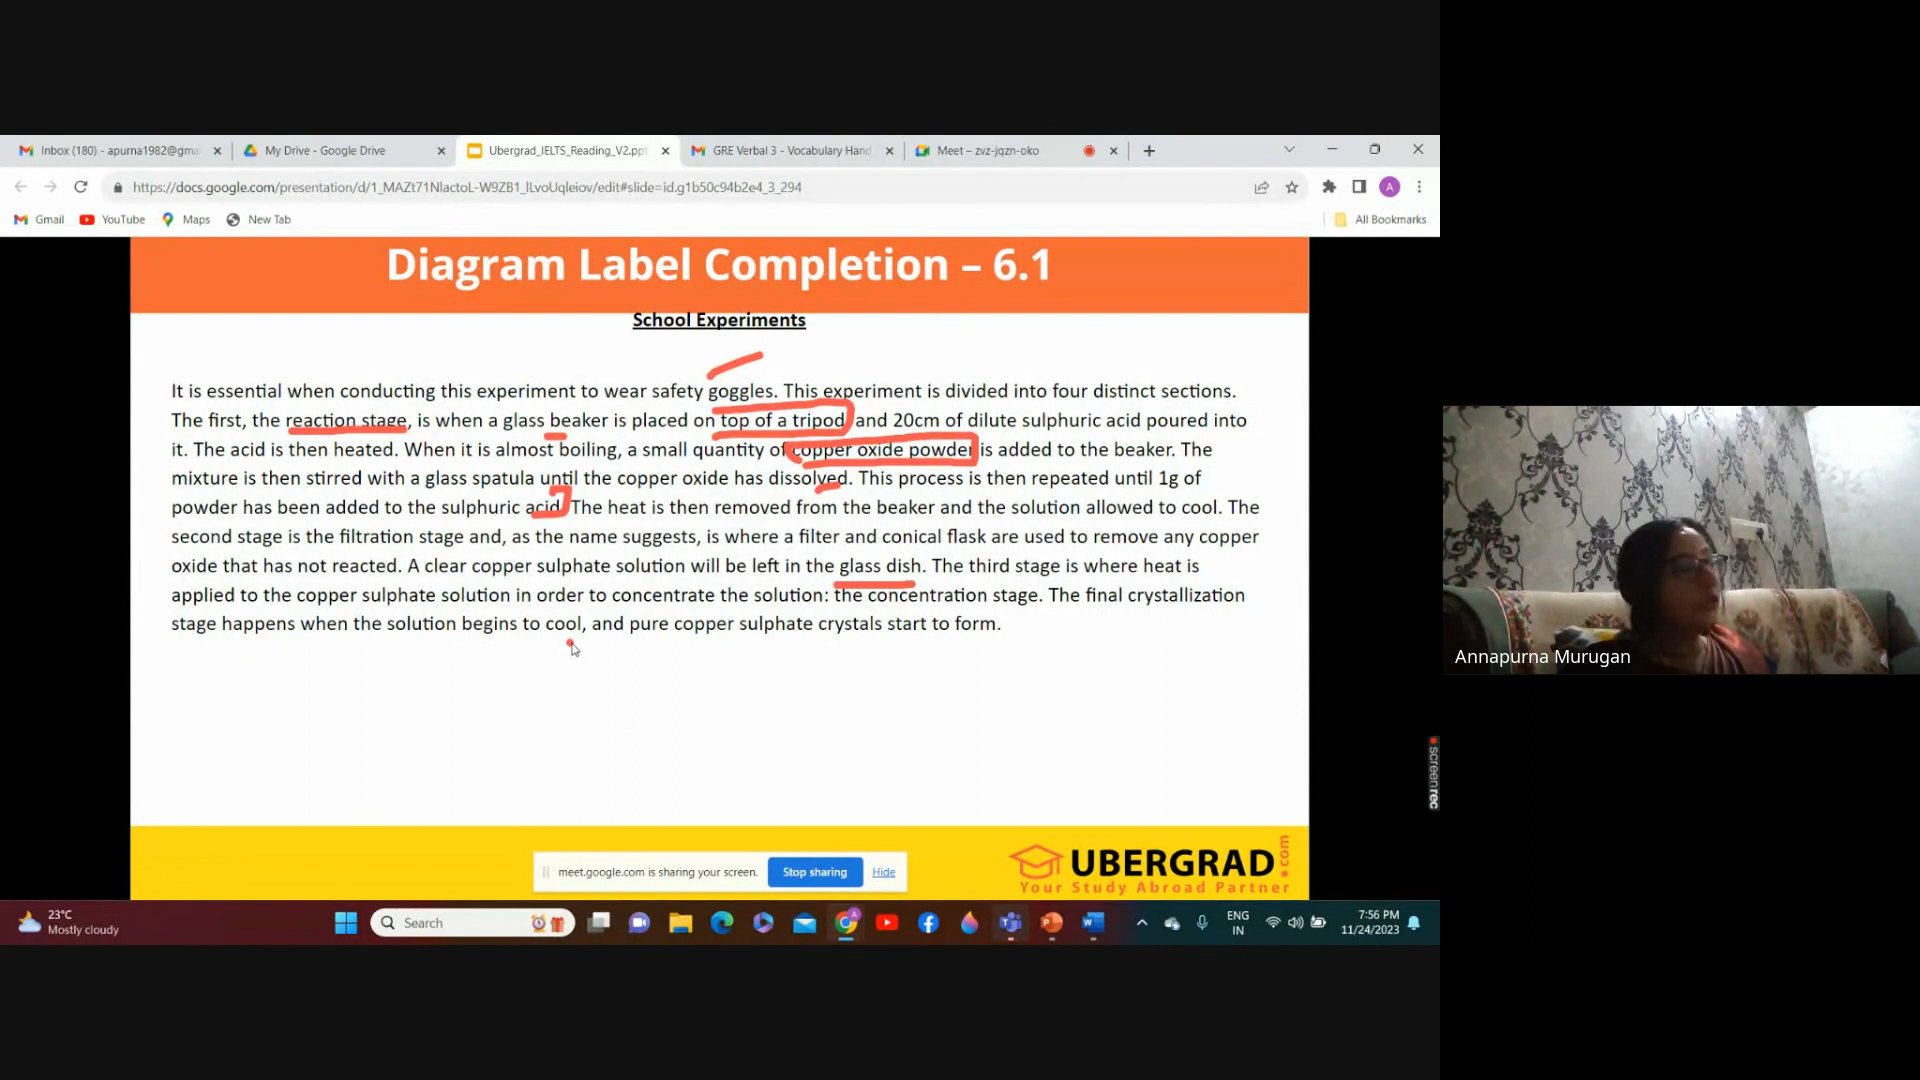 Inbox (180) - apurna1982@gma
My Drive - Google Drive
Ubergrad_IELTS_Reading_V2.ppt
GRE Verbal 3 - Vocabulary Hand
Meet – zvz-jqzn-oko
Gmail
YouTube
Maps
New Tab
All Bookmarks
A
Diagram Label Completion – 6.1
School Experiments
It is essential when conducting this experiment to wear safety goggles. This experiment is divided into four distinct sections.
The first, the reaction stage, is when a glass beaker is placed on top of a tripod and 20cm of dilute sulphuric acid poured into
it. The acid is then heated. When it is almost boiling, a small quantity of copper oxide powder is added to the beaker. The
mixture is then stirred with a glass spatula until the copper oxide has dissolved. This process is then repeated until 1g of
powder has been added to the sulphuric acid. The heat is then removed from the beaker and the solution allowed to cool. The
second stage is the filtration stage and, as the name suggests, is where a filter and conical flask are used to remove any copper
oxide that has not reacted. A clear copper sulphate solution will be left in the glass dish. The third stage is where heat is
applied to the copper sulphate solution in order to concentrate the solution: the concentration stage. The final crystallization
stage happens when the solution begins to cool, and pure copper sulphate crystals start to form.
Annapurna Murugan
screenrec
meet.google.com is sharing your screen.
Stop sharing
Hide
UBERGRAD.com
Your Study Abroad Partner
23°C
Mostly cloudy
Search
ENG
IN
7:56 PM
11/24/2023